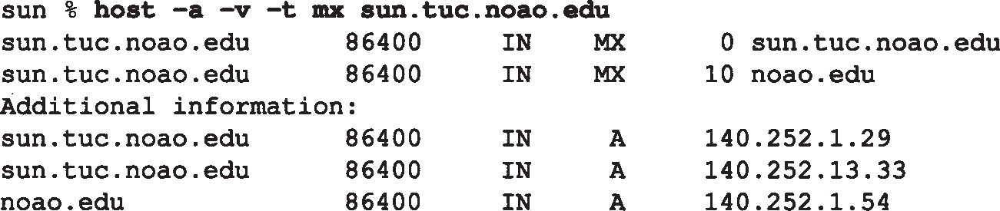 sun % host -a -v -t mx sun.tuc.noao.edu
sun.tuc.noao.edu 86400 IN MX 0 sun.tuc.noao.edu
sun.tuc.noao.edu 86400 IN MX 10 noao.edu
Additional information:
sun.tuc.noao.edu 86400 IN A 140.252.1.29
sun.tuc.noao.edu 86400 IN A 140.252.13.33
noao.edu 86400 IN A 140.252.1.54